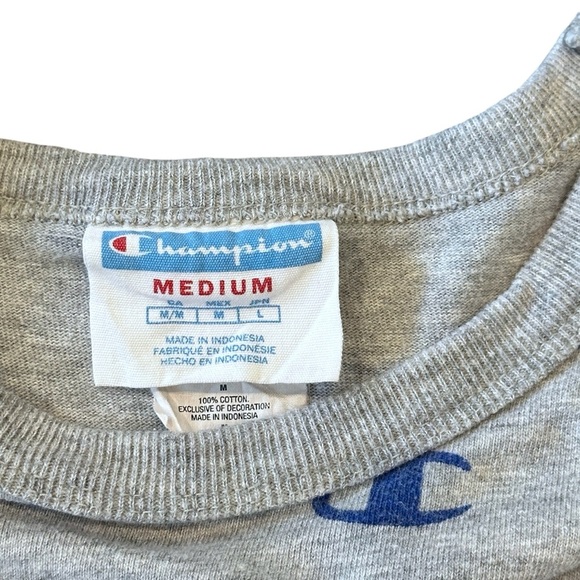 Champion®
MEDIUM
CA MEX JPN
M/M M L
MADE IN INDONESIA
FABRIQUÉ EN INDONÉSIE
HECHO EN INDONESIA
M
100% COTTON.
EXCLUSIVE OF DECORATION
MADE IN INDONESIA
C